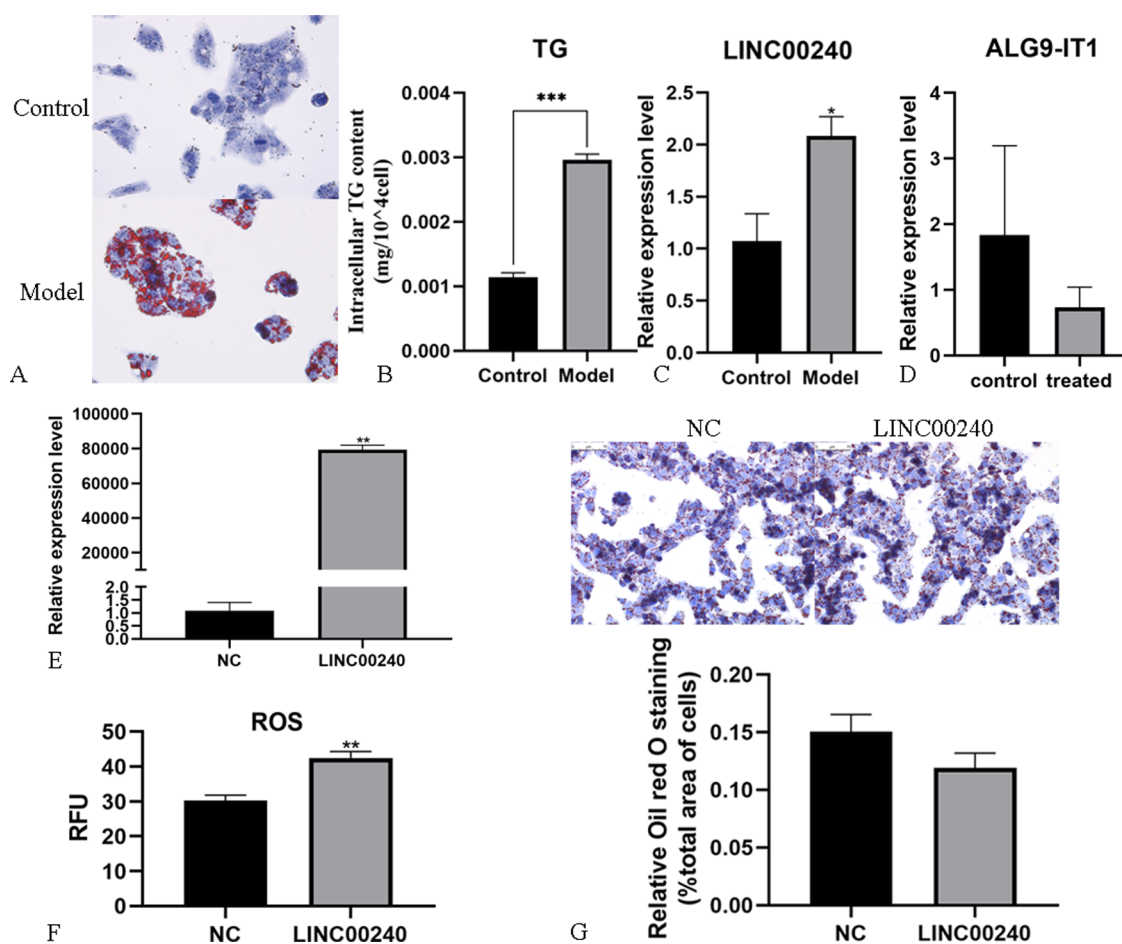 Control
Model
A
TG
***
Intracellular TG content
(mg/10^4cell)
0.004
0.003
0.002
0.001
0.000
Control Model
B
LINC00240
*
Relative expression level
2.5
2.0
1.5
1.0
0.5
0.0
Control Model
C
ALG9-IT1
Relative expression level
4
3
2
1
0
control treated
D
Relative expression level
100000
80000
60000
40000
20000
2.0
1.5
1.0
0.5
0.0
**
NC LINC00240
E
ROS
**
RFU
50
40
30
20
10
0
NC LINC00240
F
NC LINC00240
Relative Oil red O staining
(%total area of cells)
0.20
0.15
0.10
0.05
0.00
NC LINC00240
G